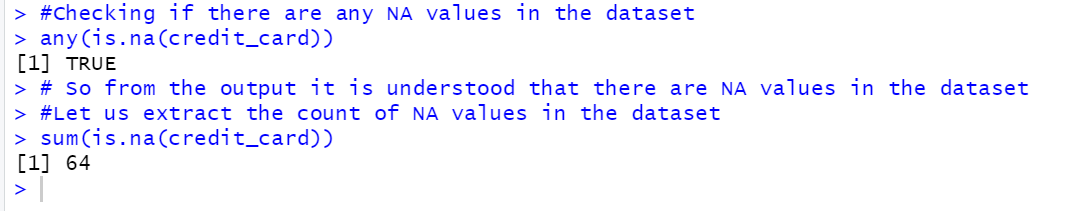 > #Checking if there are any NA values in the dataset
> any(is.na(credit_card))
[1] TRUE
> # So from the output it is understood that there are NA values in the dataset
> #Let us extract the count of NA values in the dataset
> sum(is.na(credit_card))
[1] 64
>